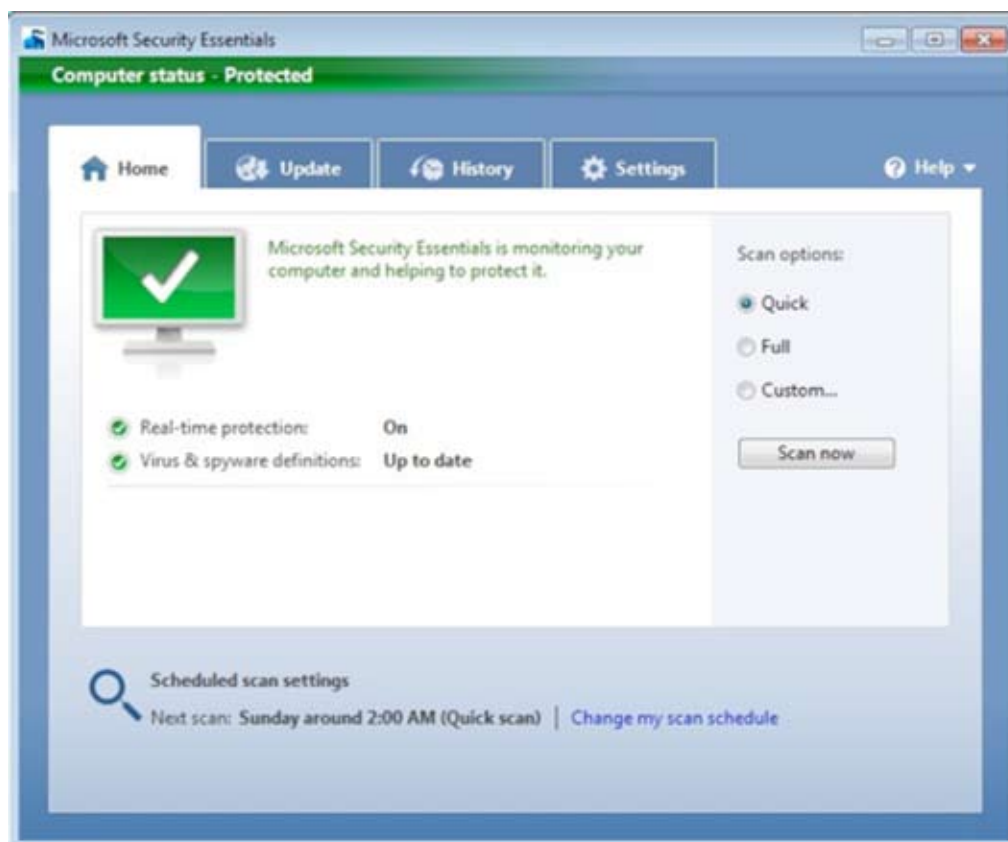 Microsoft Security Essentials
Computer status - Protected
Home
Update
History
Settings
Help
Microsoft Security Essentials is monitoring your
computer and helping to protect it.
Real-time protection: On
Virus & spyware definitions: Up to date
Scan options:
Quick
Full
Custom...
Scan now
Scheduled scan settings
Next scan: Sunday around 2:00 AM (Quick scan) | Change my scan schedule